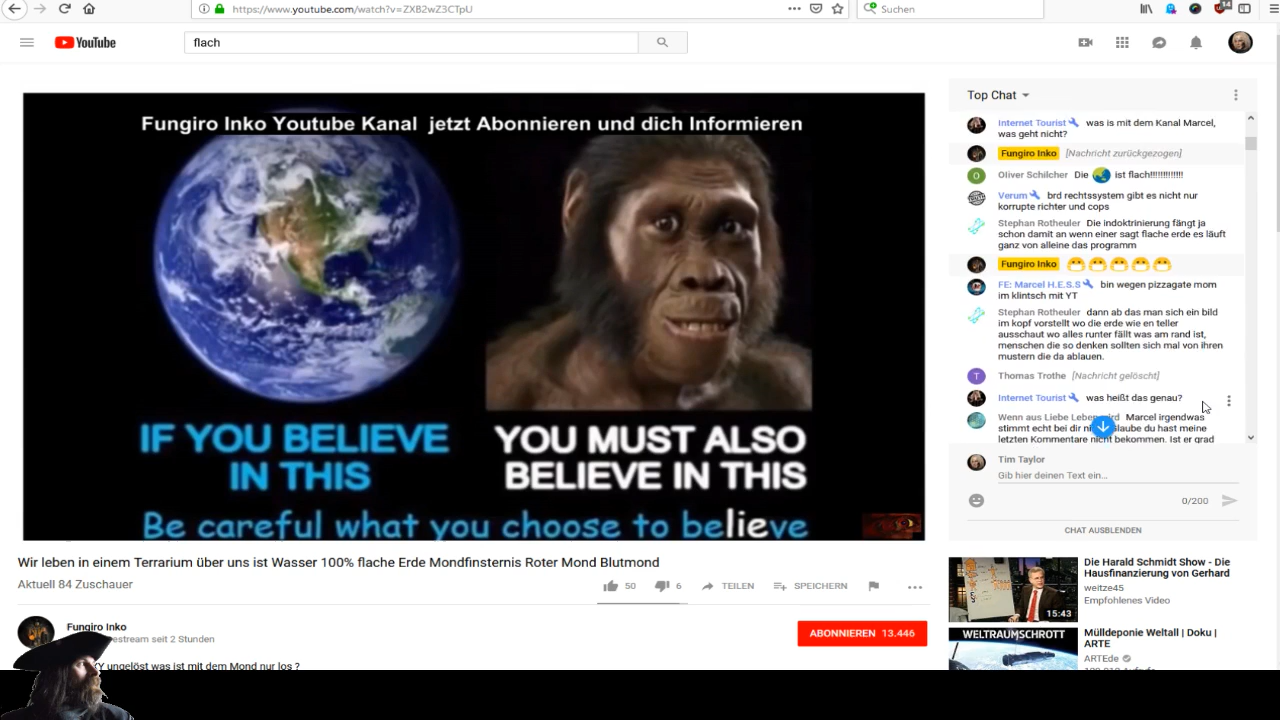 https://www.youtube.com/watch?v=ZXB2wZ3CTpU
Suchen
14
YouTube
flach
Fungiro Inko Youtube Kanal jetzt Abonnieren und dich Informieren
IF YOU BELIEVE
IN THIS
YOU MUST ALSO
BELIEVE IN THIS
Be careful what you choose to believe
Wir leben in einem Terrarium über uns ist Wasser 100% flache Erde Mondfinsternis Roter Mond Blutmond
Aktuell 84 Zuschauer
50
6
TEILEN
SPEICHERN
Fungiro Inko
estream seit 2 Stunden
ABONNIEREN 13.446
Y ungelöst was ist mit dem Mond nur los ?
Top Chat
Internet Tourist was is mit dem Kanal Marcel,
was geht nicht?
Fungiro Inko [Nachricht zurückgezogen]
Oliver Schilcher Die ist flach!!!!!!!!!!!!!
Verum brd rechtssystem gibt es nicht nur
korrupte richter und cops
Stephan Rotheuler Die indoktrinierung fängt ja
schon damit an wenn einer sagt flache erde es läuft
ganz von alleine das programm
Fungiro Inko
FE: Marcel H.E.S.S bin wegen pizzagate mom
im klintsch mit YT
Stephan Rotheuler dann ab das man sich ein bild
im kopf vorstellt wo die erde wie en teller
ausschaut wo alles runter fällt was am rand ist,
menschen die so denken sollten sich mal von ihren
mustern die da ablauen.
Thomas Trothe [Nachricht gelöscht]
Internet Tourist was heißt das genau?
Wenn aus Liebe Leben wird Marcel irgendwas
stimmt echt bei dir glaube du hast meine
letzten Kommentare nicht bekommen. Ist er grad
Tim Taylor
Gib hier deinen Text ein...
0/200
CHAT AUSBLENDEN
15:43
Die Harald Schmidt Show - Die
Hausfinanzierung von Gerhard
weitze45
Empfohlenes Video
WELTRAUMSCHROTT
Mülldeponie Weltall | Doku |
ARTE
ARTEde